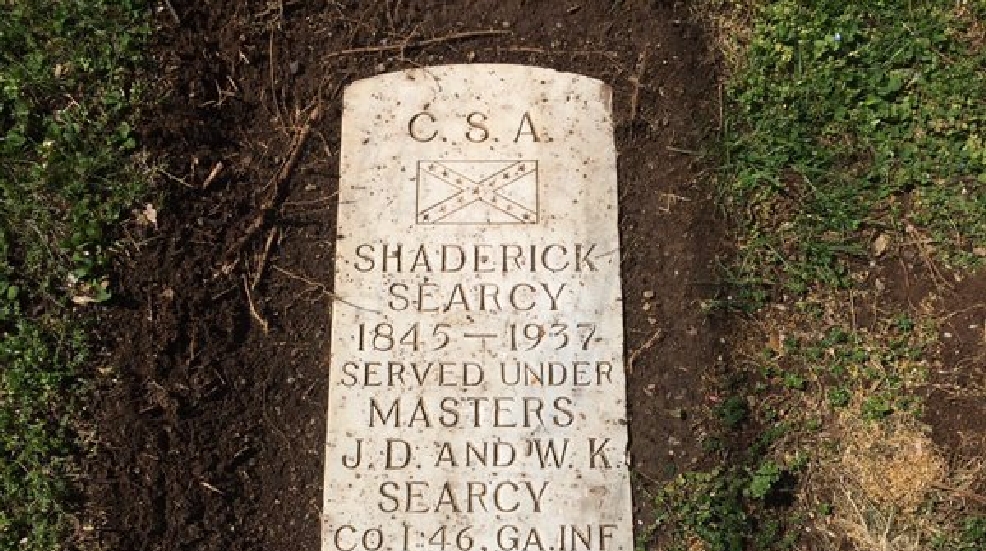 C. S. A.
SHADERICK
SEARCY
1845 — 1937
SERVED UNDER
MASTERS
J. D. AND W. K.
SEARCY
CO. I. 46. GA. INF.